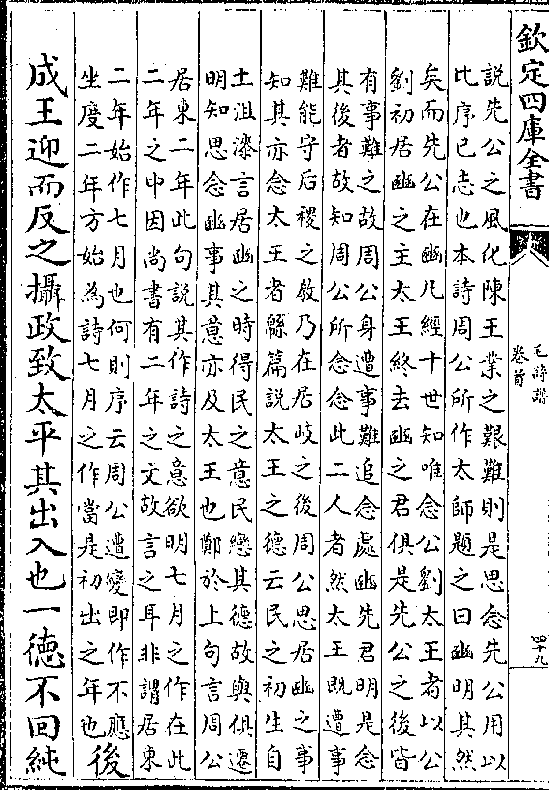 欽定四庫全書
毛詩譜
卷首
四十九
說先公之風化陳王業之艱難則是思念先公用以
比序已志也本詩周公所作太師題之曰豳明其然
矣而先公在豳凡經十世知唯念公劉太王者以公
劉初居豳之主太王終去豳之君俱是先公之後皆
有事難之故周公身遭事難追念處豳先君明是念
其後者故知周公所念念此二人者然太王既遭事
難能守后稷之教乃在居岐之後周公思居豳之事
知其亦念太王者緜篇說太王之德云民之初生自
土沮漆言居豳之時得民之意民戀其德故與俱遷
明知思念豳事其意亦及太王也鄭於上句言周公
居東二年此句說其作詩之意欲明七月之作在此
二年之中因尚書有二年之文故言之耳非謂居東
二年始作七月也何則序云周公遭變即作不應
坐度二年方始為詩七月之作當是初出之年也
後
成王迎而反之攝政致太平其出入也一德不回純